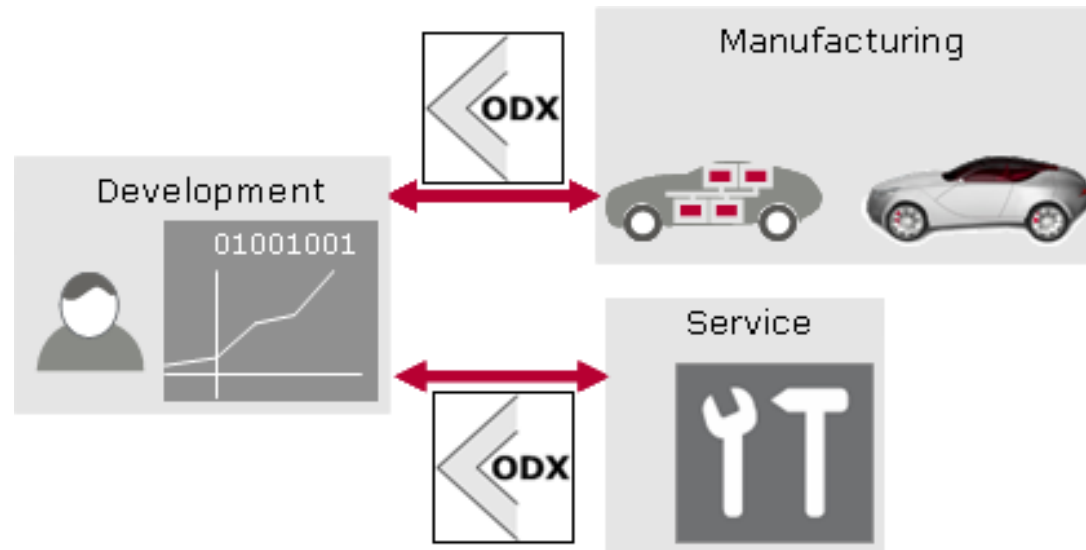 Manufacturing
ODX
Development
01001001
Service
ODX